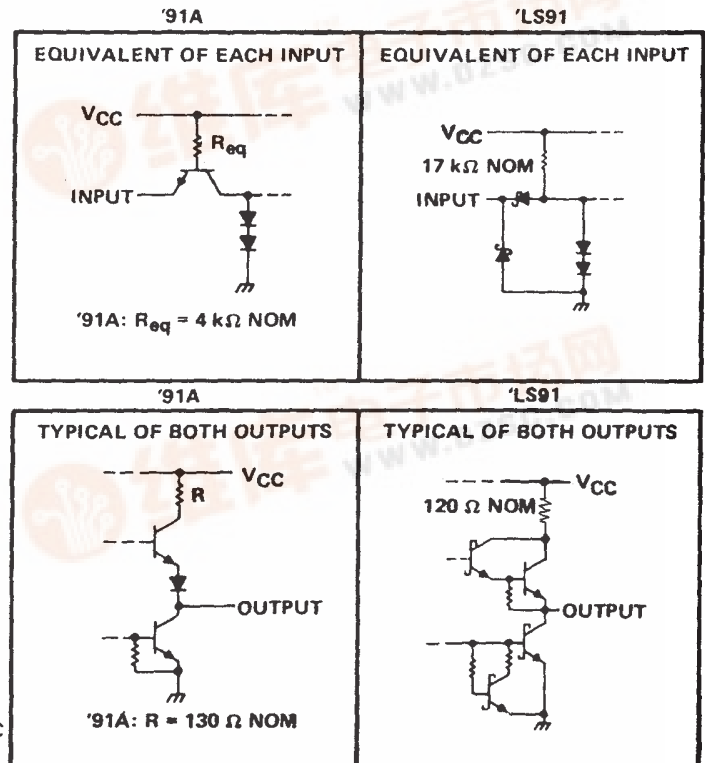 '91A
'LS91
EQUIVALENT OF EACH INPUT
EQUIVALENT OF EACH INPUT
VCC
Req
INPUT
'91A: Req = 4 kΩ NOM
VCC
17 kΩ NOM
INPUT
'91A
'LS91
TYPICAL OF BOTH OUTPUTS
TYPICAL OF BOTH OUTPUTS
VCC
R
OUTPUT
'91A: R = 130 Ω NOM
VCC
120 Ω NOM
OUTPUT